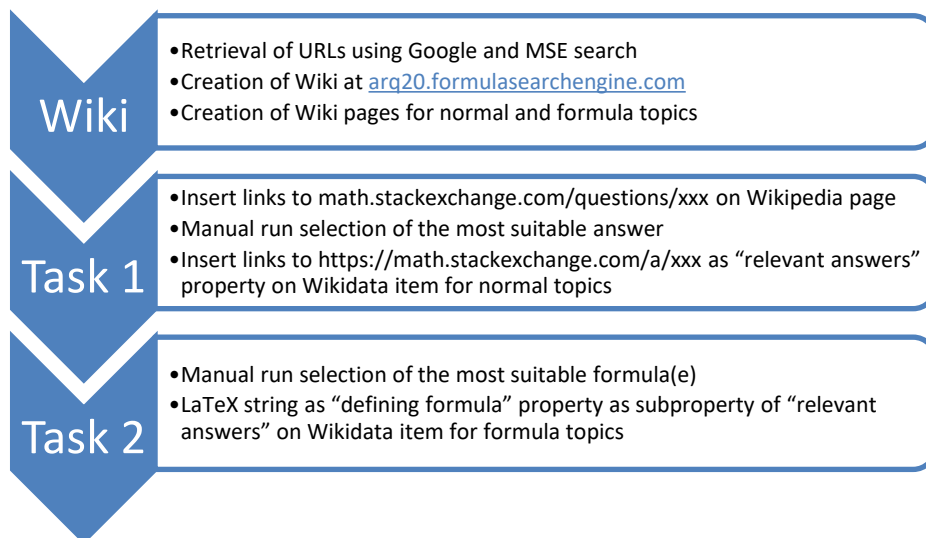 Wiki
•Retrieval of URLs using Google and MSE search
•Creation of Wiki at arq20.formulasearchengine.com
•Creation of Wiki pages for normal and formula topics
Task 1
•Insert links to math.stackexchange.com/questions/xxx on Wikipedia page
•Manual run selection of the most suitable answer
•Insert links to https://math.stackexchange.com/a/xxx as “relevant answers”
property on Wikidata item for normal topics
Task 2
•Manual run selection of the most suitable formula(e)
•LaTeX string as “defining formula” property as subproperty of “relevant
answers” on Wikidata item for formula topics